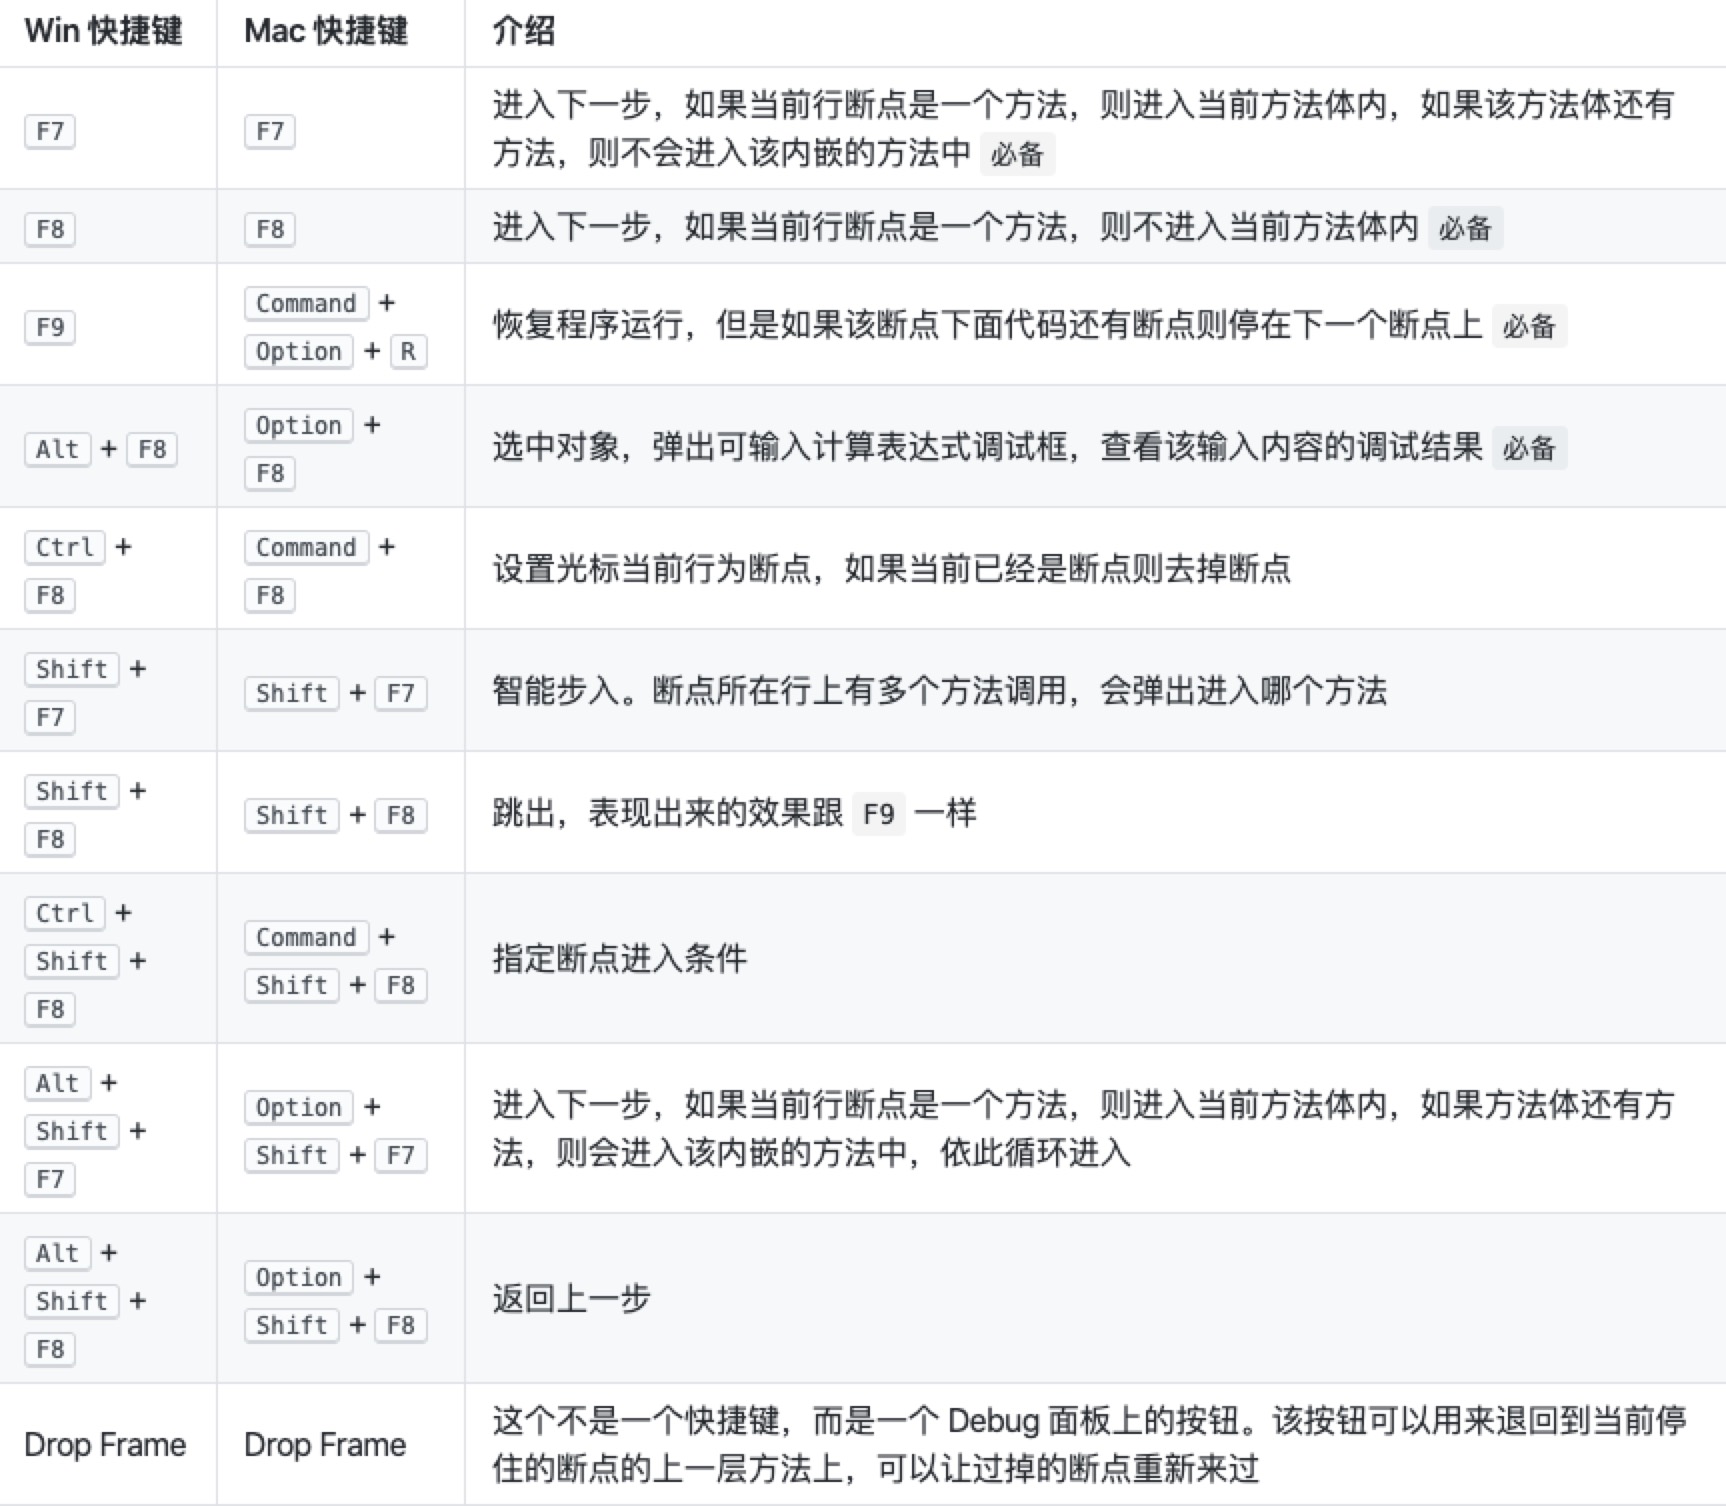 Win 快捷键 Mac 快捷键 介绍
F7 F7 进入下一步，如果当前行断点是一个方法，则进入当前方法体内，如果该方法体还有
方法，则不会进入该内嵌的方法中 必备
F8 F8 进入下一步，如果当前行断点是一个方法，则不进入当前方法体内 必备
F9
Command +
Option + R
恢复程序运行，但是如果该断点下面代码还有断点则停在下一个断点上 必备
Alt + F8
Option +
F8
选中对象，弹出可输入计算表达式调试框，查看该输入内容的调试结果 必备
Ctrl +
F8
Command +
F8
设置光标当前行为断点，如果当前已经是断点则去掉断点
Shift +
F7
Shift + F7
智能步入。断点所在行上有多个方法调用，会弹出进入哪个方法
Shift +
F8
Shift + F8
跳出，表现出来的效果跟 F9 一样
Ctrl +
Shift +
F8
Command +
Shift + F8
指定断点进入条件
Alt +
Shift +
F7
Option +
Shift + F7
进入下一步，如果当前行断点是一个方法，则进入当前方法体内，如果方法体还有方
法，则会进入该内嵌的方法中，依此循环进入
Alt +
Shift +
F8
Option +
Shift + F8
返回上一步
Drop Frame
Drop Frame
这个不是一个快捷键，而是一个 Debug 面板上的按钮。该按钮可以用来退回到当前停
住的断点的上一层方法上，可以让过掉的断点重新来过